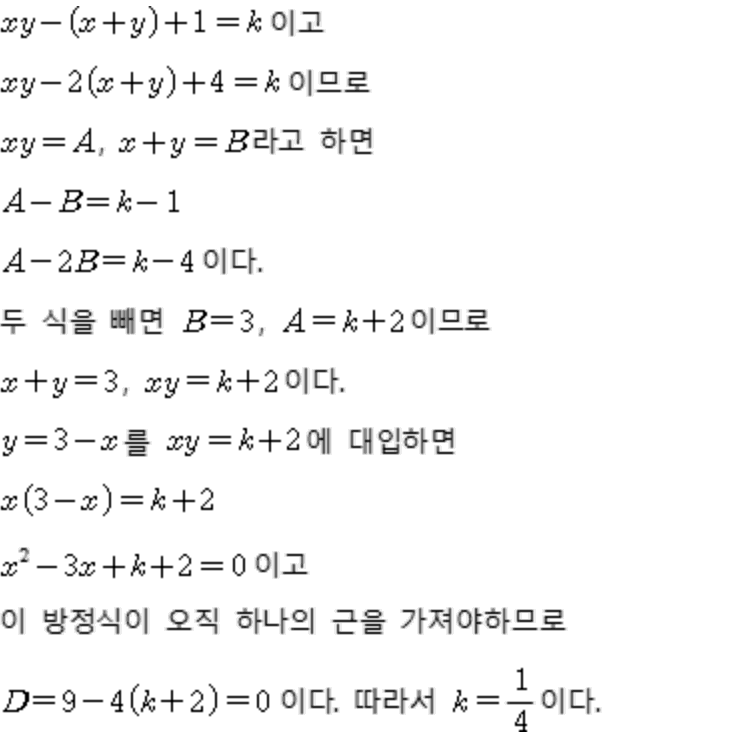 xy−(x+y)+1=k 이고
xy−2(x+y)+4=k 이므로
xy=A, x+y=B라고 하면
A−B=k−1
A−2B=k−4 이다.
두 식을 빼면 B=3, A=k+2이므로
x+y=3, xy=k+2이다.
y=3−x를 xy=k+2에 대입하면
x(3−x)=k+2
x²−3x+k+2=0 이고
이 방정식이 오직 하나의 근을 가져야하므로
D=9−4(k+2)=0 이다. 따라서 k=1/4 이다.